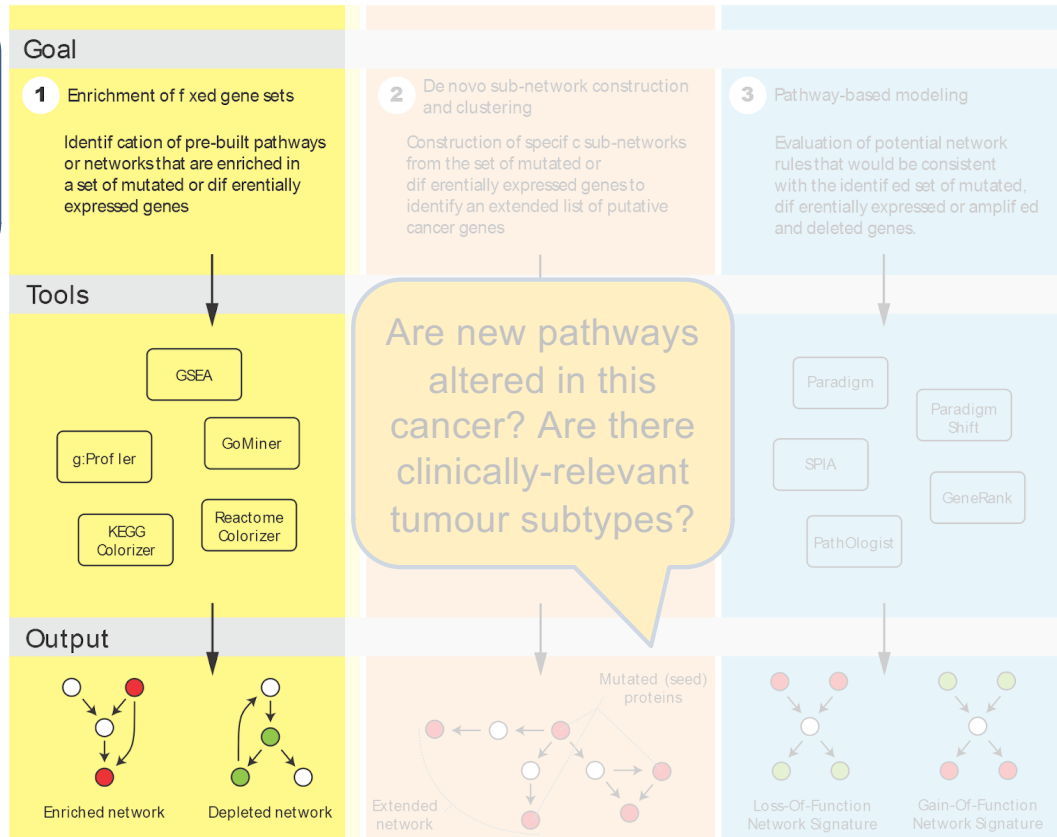 Goal
1 Enrichment of f xed gene sets
Identif cation of pre-built pathways
or networks that are enriched in
a set of mutated or dif erentially
expressed genes
2 De novo sub-network construction
and clustering
Construction of specif c sub-networks
from the set of mutated or
dif erentially expressed genes to
identify an extended list of putative
cancer genes
3 Pathway-based modeling
Evaluation of potential network
rules that would be consistent
with the identif ed set of mutated,
dif erentially expressed or amplif ed
and deleted genes.
Tools
GSEA
g:Prof ler
GoMiner
KEGG
Colorizer
Reactome
Colorizer
Are new pathways
altered in this
cancer? Are there
clinically-relevant
tumour subtypes?
Paradigm
Paradigm
Shift
SPIA
GeneRank
PathOlogist
Output
Enriched network
Depleted network
Mutated (seed)
proteins
Extended
network
Loss-Of-Function
Network Signature
Gain-Of-Function
Network Signature